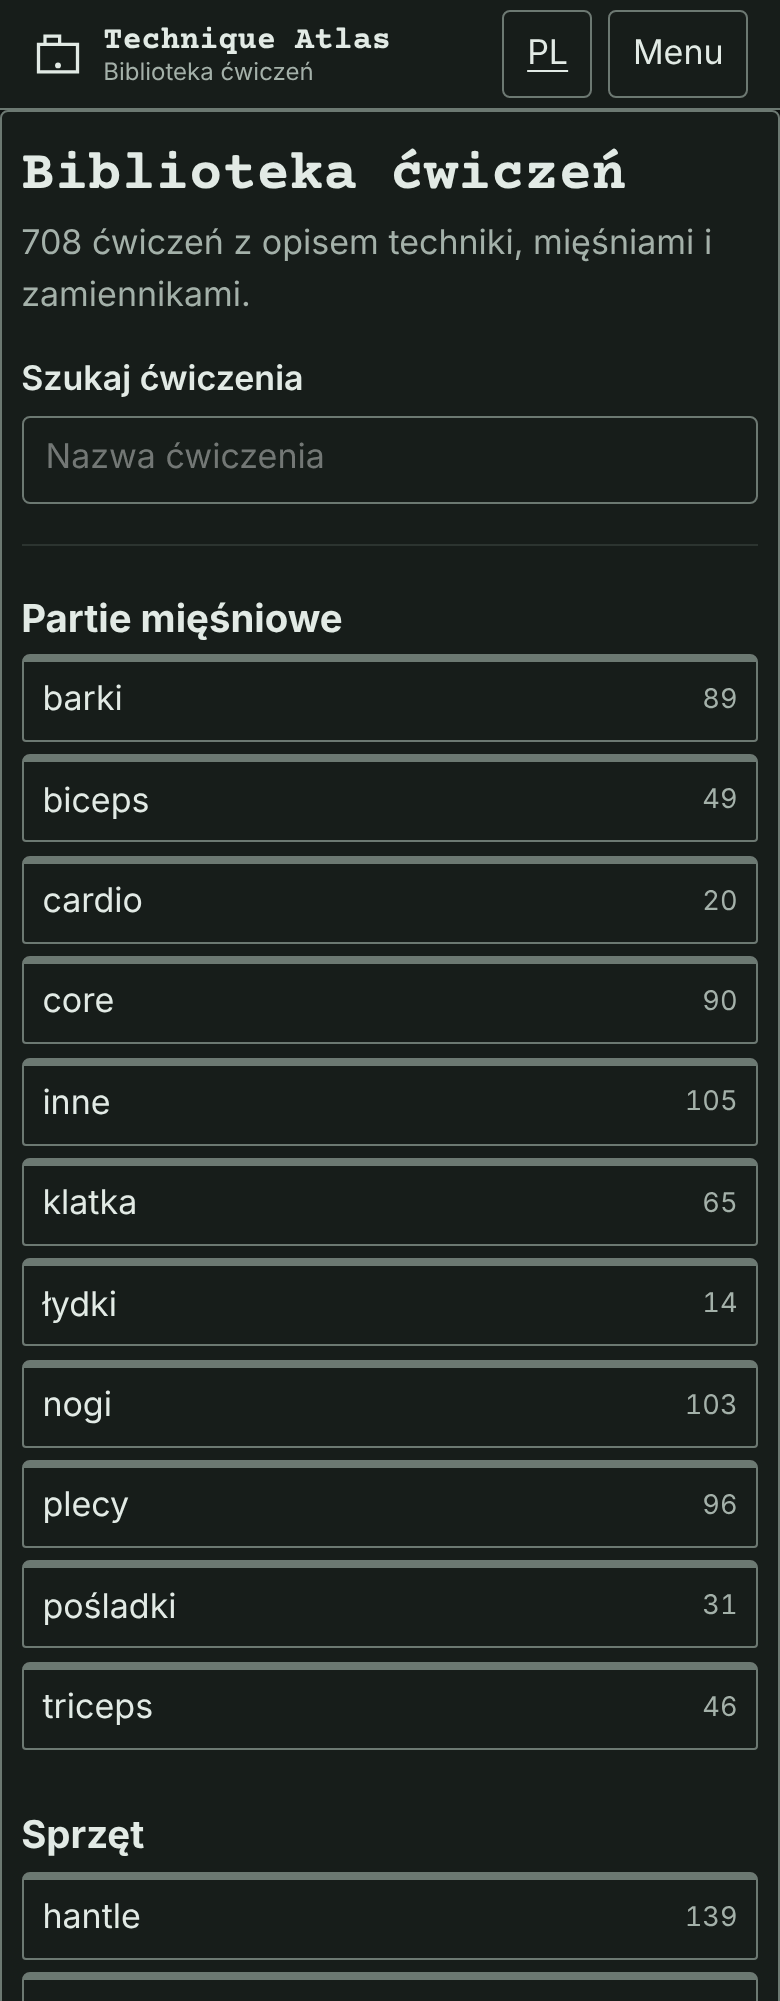 Technique Atlas
Biblioteka ćwiczeń
PL
Menu
Biblioteka ćwiczeń
708 ćwiczeń z opisem techniki, mięśniami i
zamiennikami.
Szukaj ćwiczenia
Nazwa ćwiczenia
Partie mięśniowe
barki 89
biceps 49
cardio 20
core 90
inne 105
klatka 65
łydki 14
nogi 103
plecy 96
pośladki 31
triceps 46
Sprzęt
hantle 139